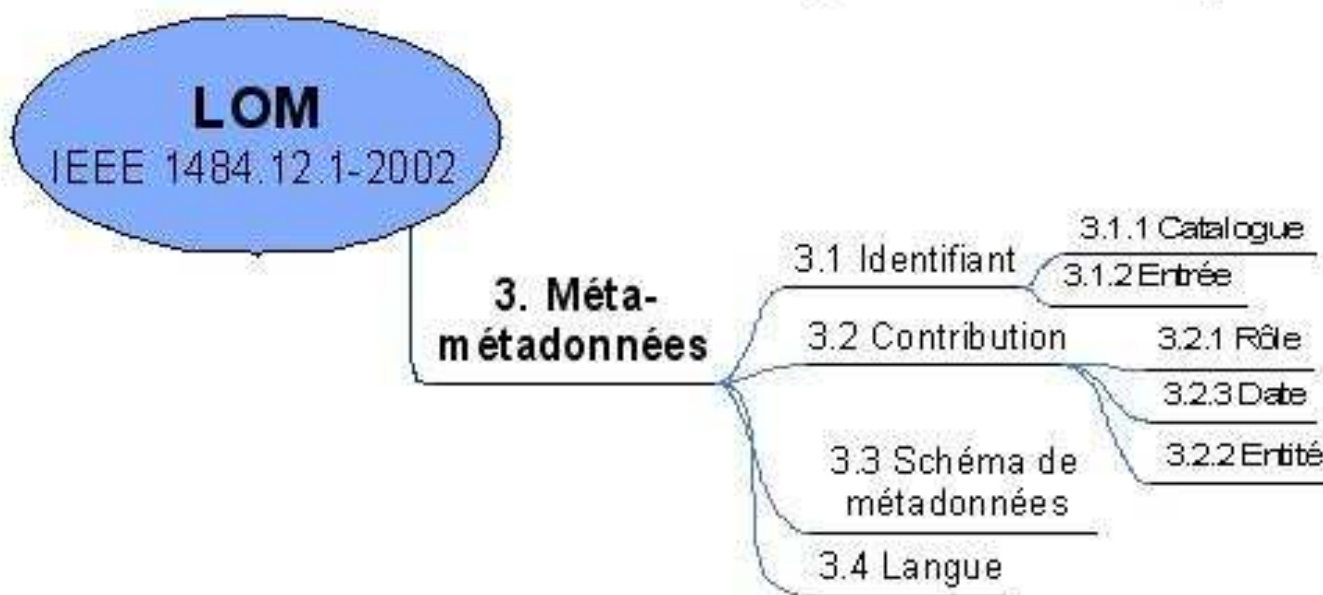 LOM
IEEE 1484.12.1-2002
3. Méta-
métadonnées
3.1 Identifiant
3.1.1 Catalogue
3.1.2 Entrée
3.2 Contribution
3.2.1 Rôle
3.2.3 Date
3.2.2 Entité
3.3 Schéma de
métadonnées
3.4 Langue